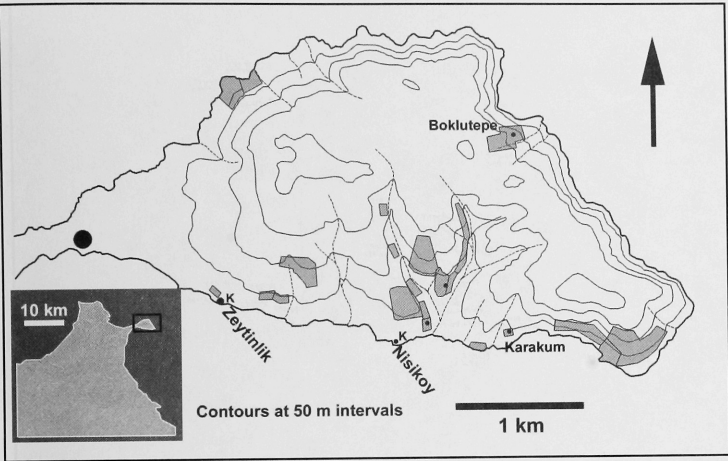 Boklutepe
10 km
K
Zeytinlik
K
Nisikoy
Karakum
Contours at 50 m intervals
1 km